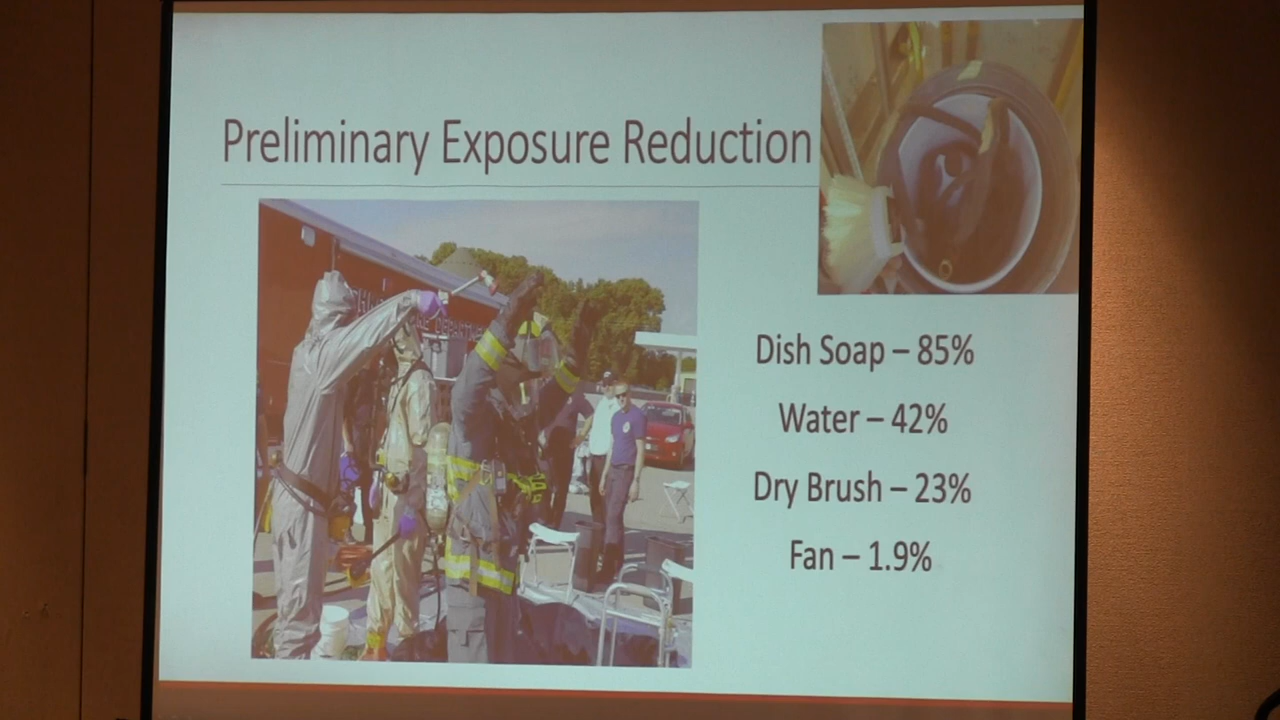 Preliminary Exposure Reduction
Dish Soap – 85%
Water – 42%
Dry Brush – 23%
Fan – 1.9%